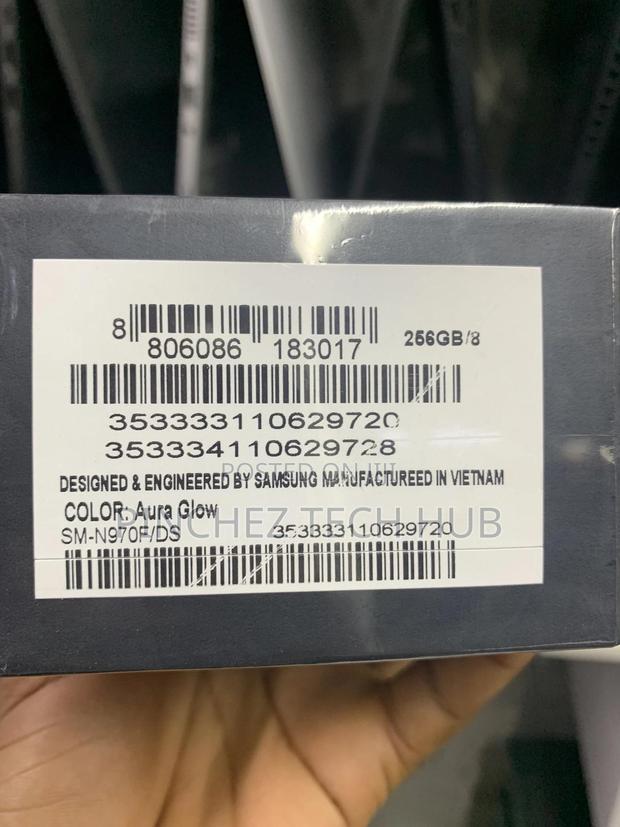 8 806086 183017 256GB/8
353333110629720
353334110629728
POSTED ON JIJI
DESIGNED & ENGINEERED BY SAMSUNG MANUFACTUREED IN VIETNAM
COLOR: Aura Glow
PINCHEZ TECH HUB
SM-N970F/DS 353333110629720